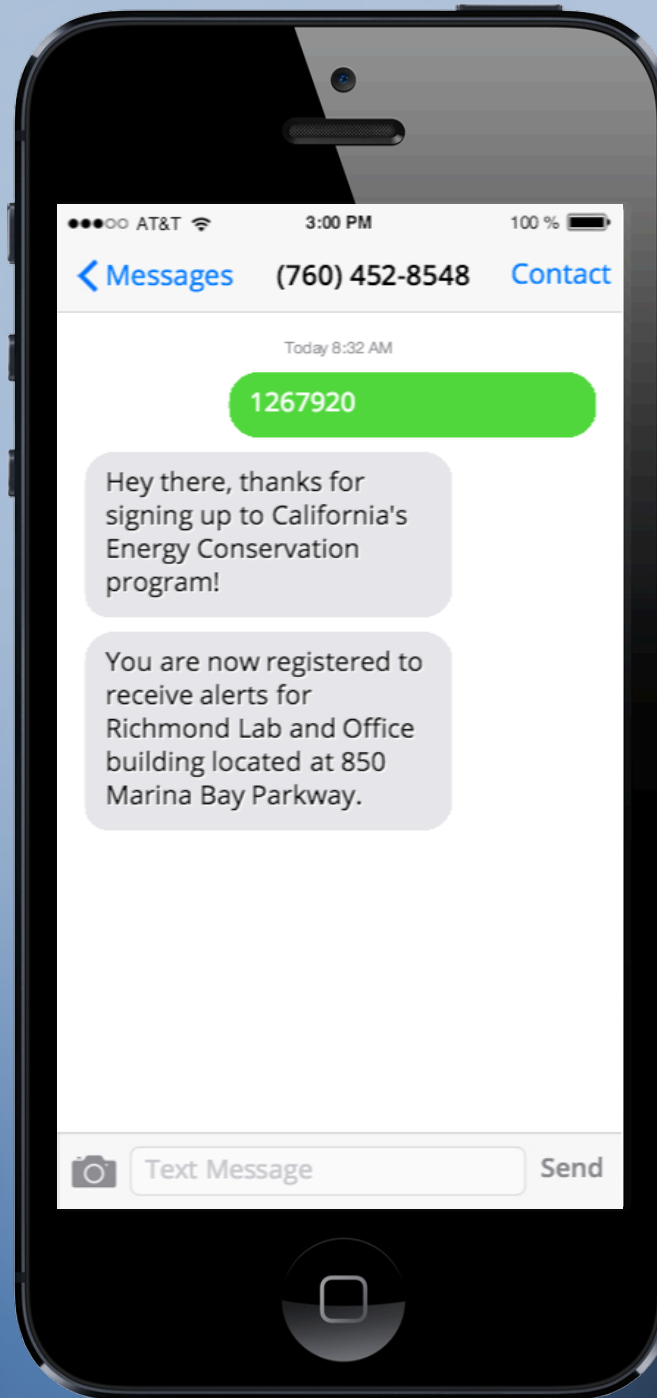 AT&T 3:00 PM 100 %
Messages (760) 452-8548 Contact
Today 8:32 AM
1267920
Hey there, thanks for
signing up to California's
Energy Conservation
program!
You are now registered to
receive alerts for
Richmond Lab and Office
building located at 850
Marina Bay Parkway.
Text Message Send